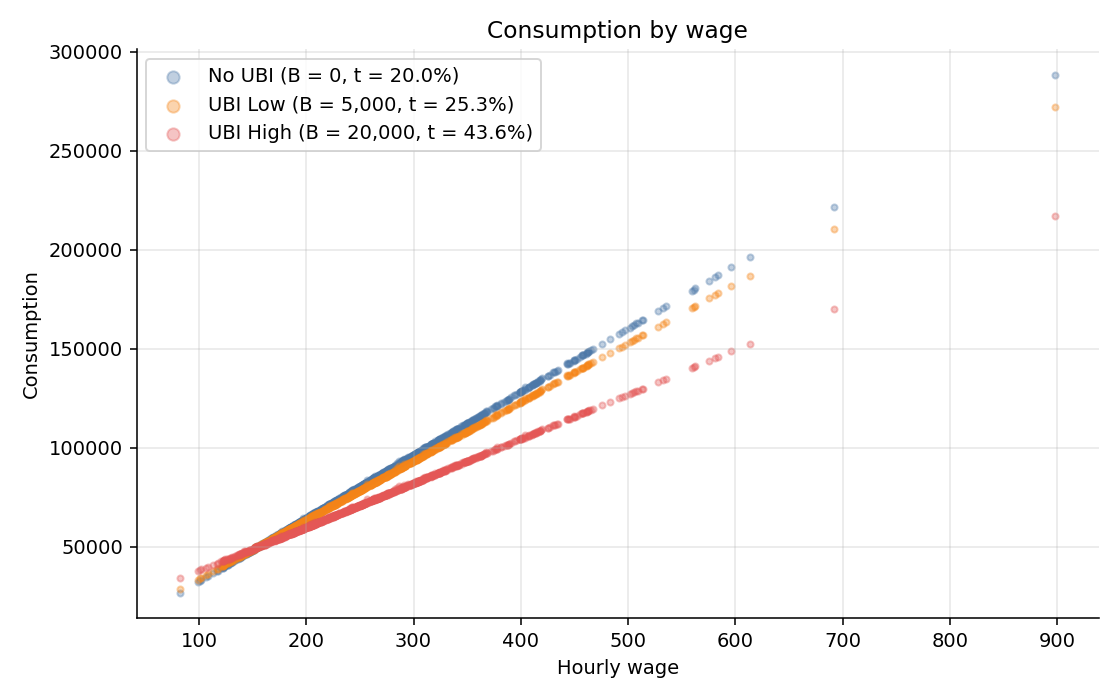 Consumption by wage
No UBI (B = 0, t = 20.0%)
UBI Low (B = 5,000, t = 25.3%)
UBI High (B = 20,000, t = 43.6%)
Consumption
300000
250000
200000
150000
100000
50000
100 200 300 400 500 600 700 800 900
Hourly wage